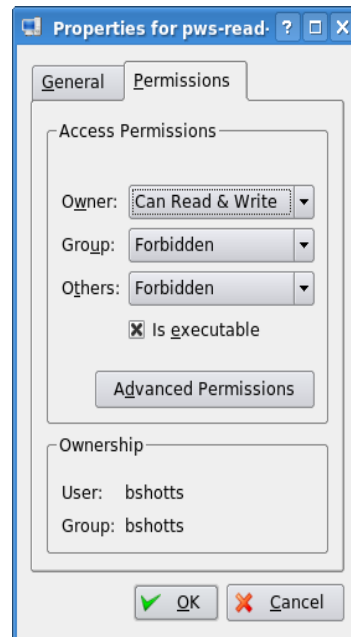 Properties for pws-read-
General Permissions
Access Permissions
Owner: Can Read & Write
Group: Forbidden
Others: Forbidden
Is executable
Advanced Permissions
Ownership
User: bshotts
Group: bshotts
OK Cancel